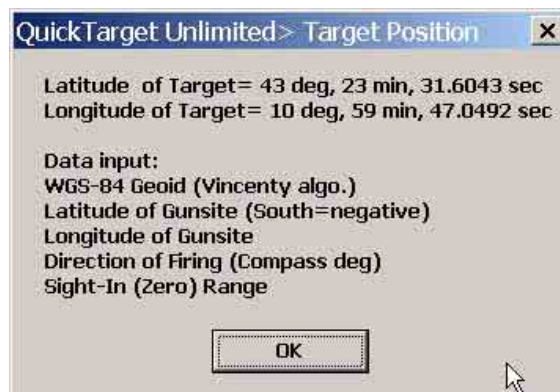 QuickTarget Unlimited> Target Position
Latitude of Target= 43 deg, 23 min, 31.6043 sec
Longitude of Target= 10 deg, 59 min, 47.0492 sec
Data input:
WGS-84 Geoid (Vincenty algo.)
Latitude of Gunsite (South=negative)
Longitude of Gunsite
Direction of Firing (Compass deg)
Sight-In (Zero) Range
OK